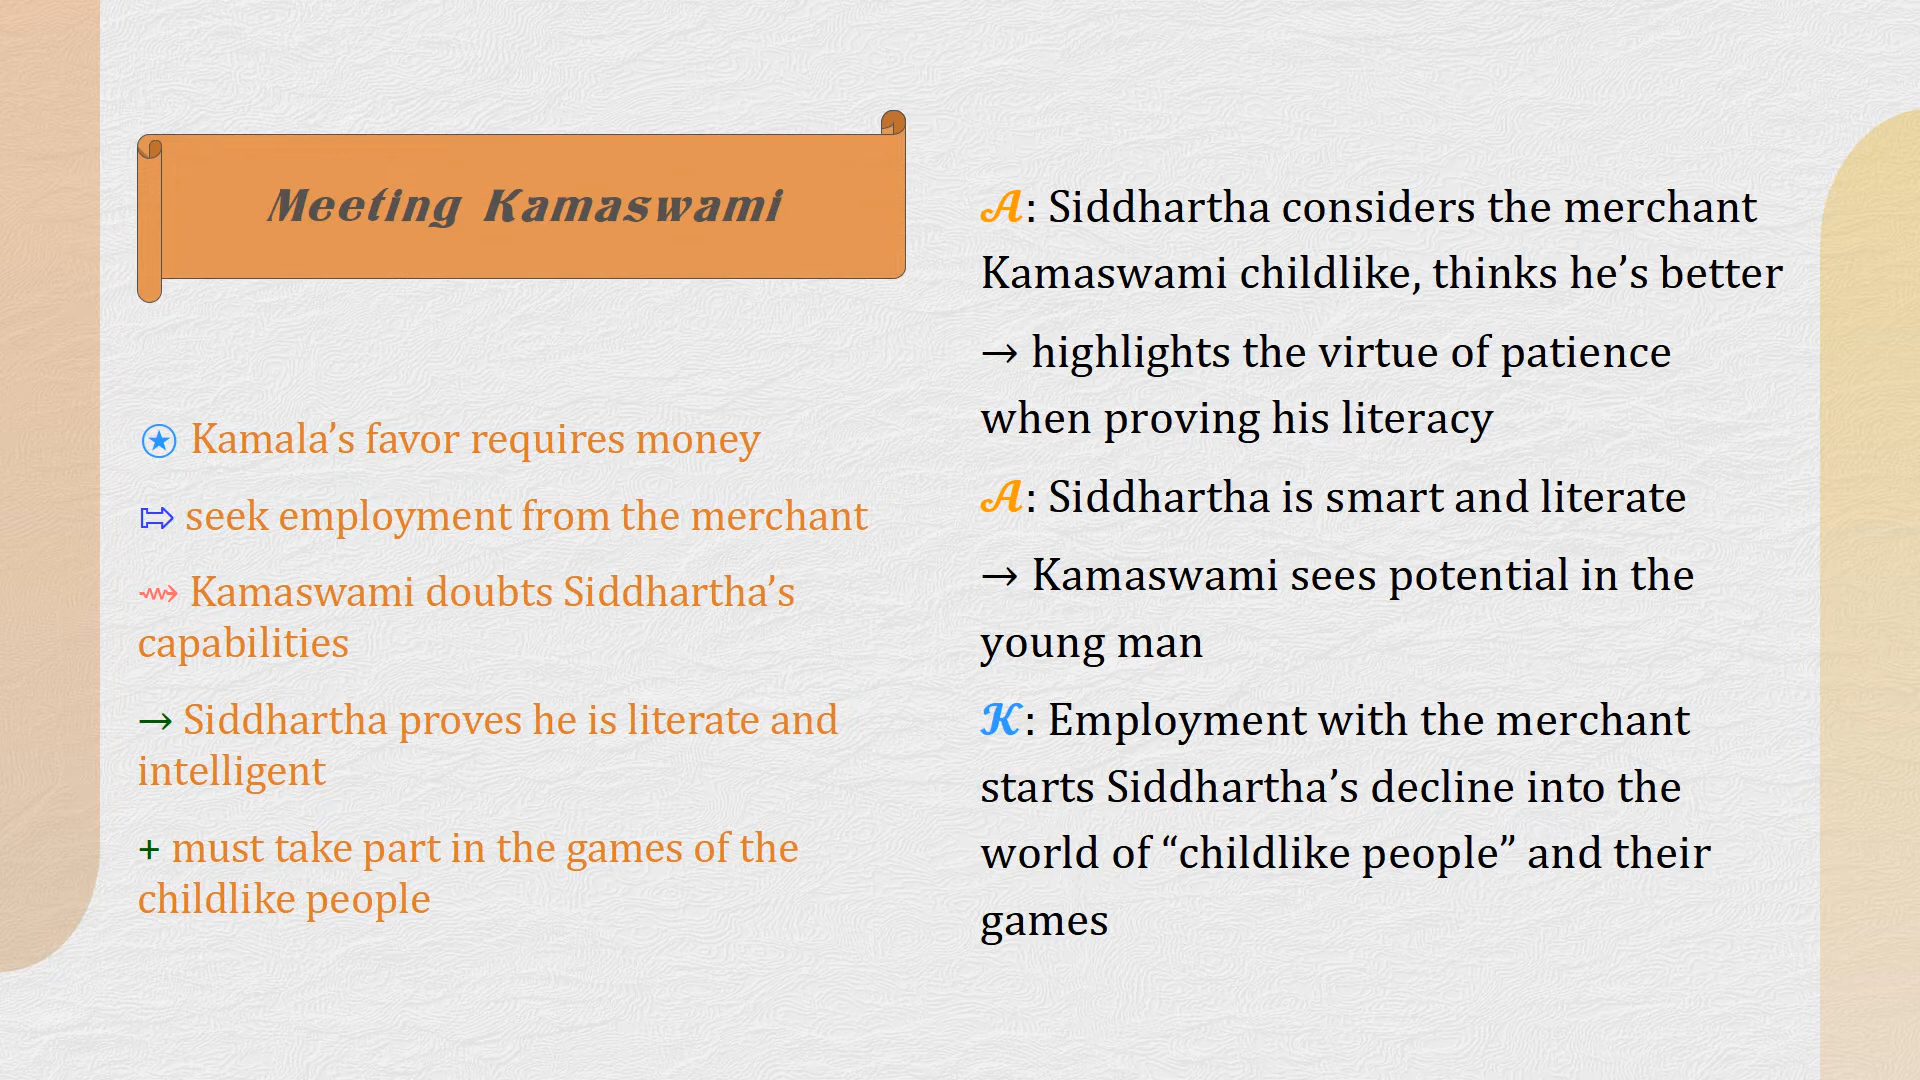 Meeting Kamaswami
✪ Kamala’s favor requires money
➯ seek employment from the merchant
⇝ Kamaswami doubts Siddhartha’s
capabilities
→ Siddhartha proves he is literate and
intelligent
+ must take part in the games of the
childlike people
𝓐: Siddhartha considers the merchant
Kamaswami childlike, thinks he’s better
→ highlights the virtue of patience
when proving his literacy
𝓐: Siddhartha is smart and literate
→ Kamaswami sees potential in the
young man
𝓚: Employment with the merchant
starts Siddhartha’s decline into the
world of “childlike people” and their
games